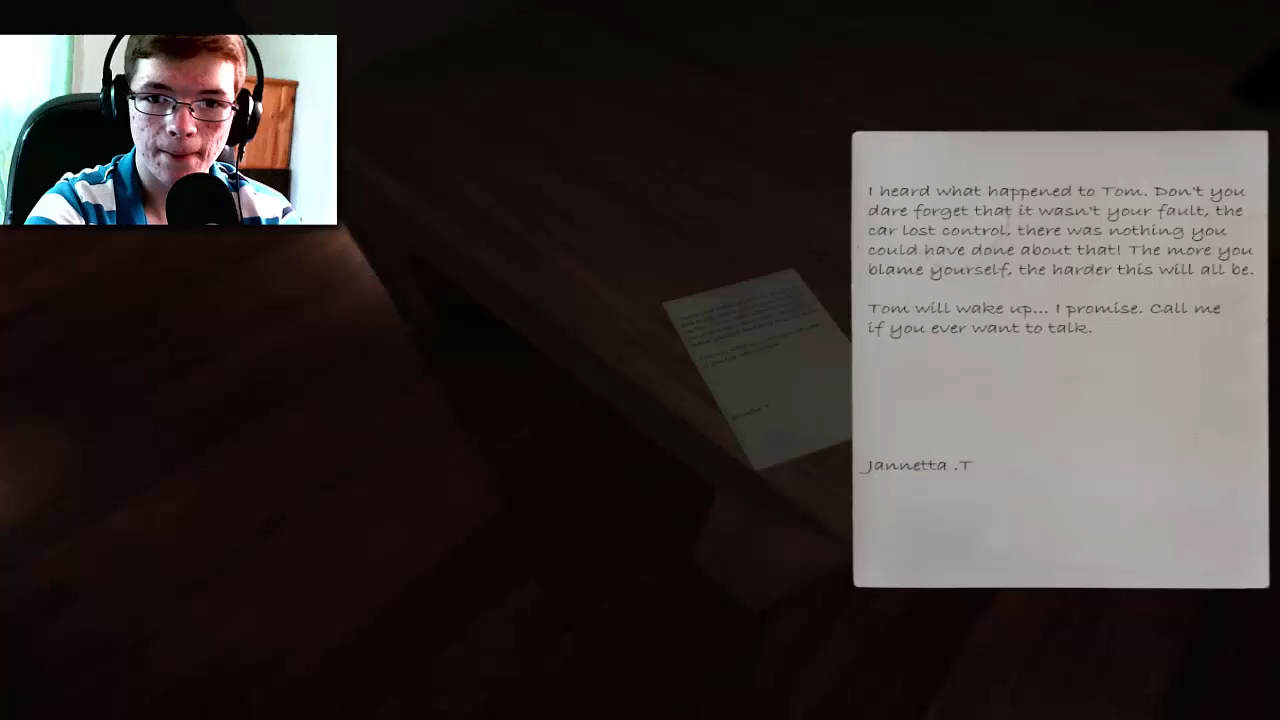 I heard what happened to Tom. Don't you
dare forget that it wasn't your fault, the
car lost control, there was nothing you
could have done about that! The more you
blame yourself, the harder this will all be.
Tom will wake up... I promise. Call me
if you ever want to talk.
Jannetta .T